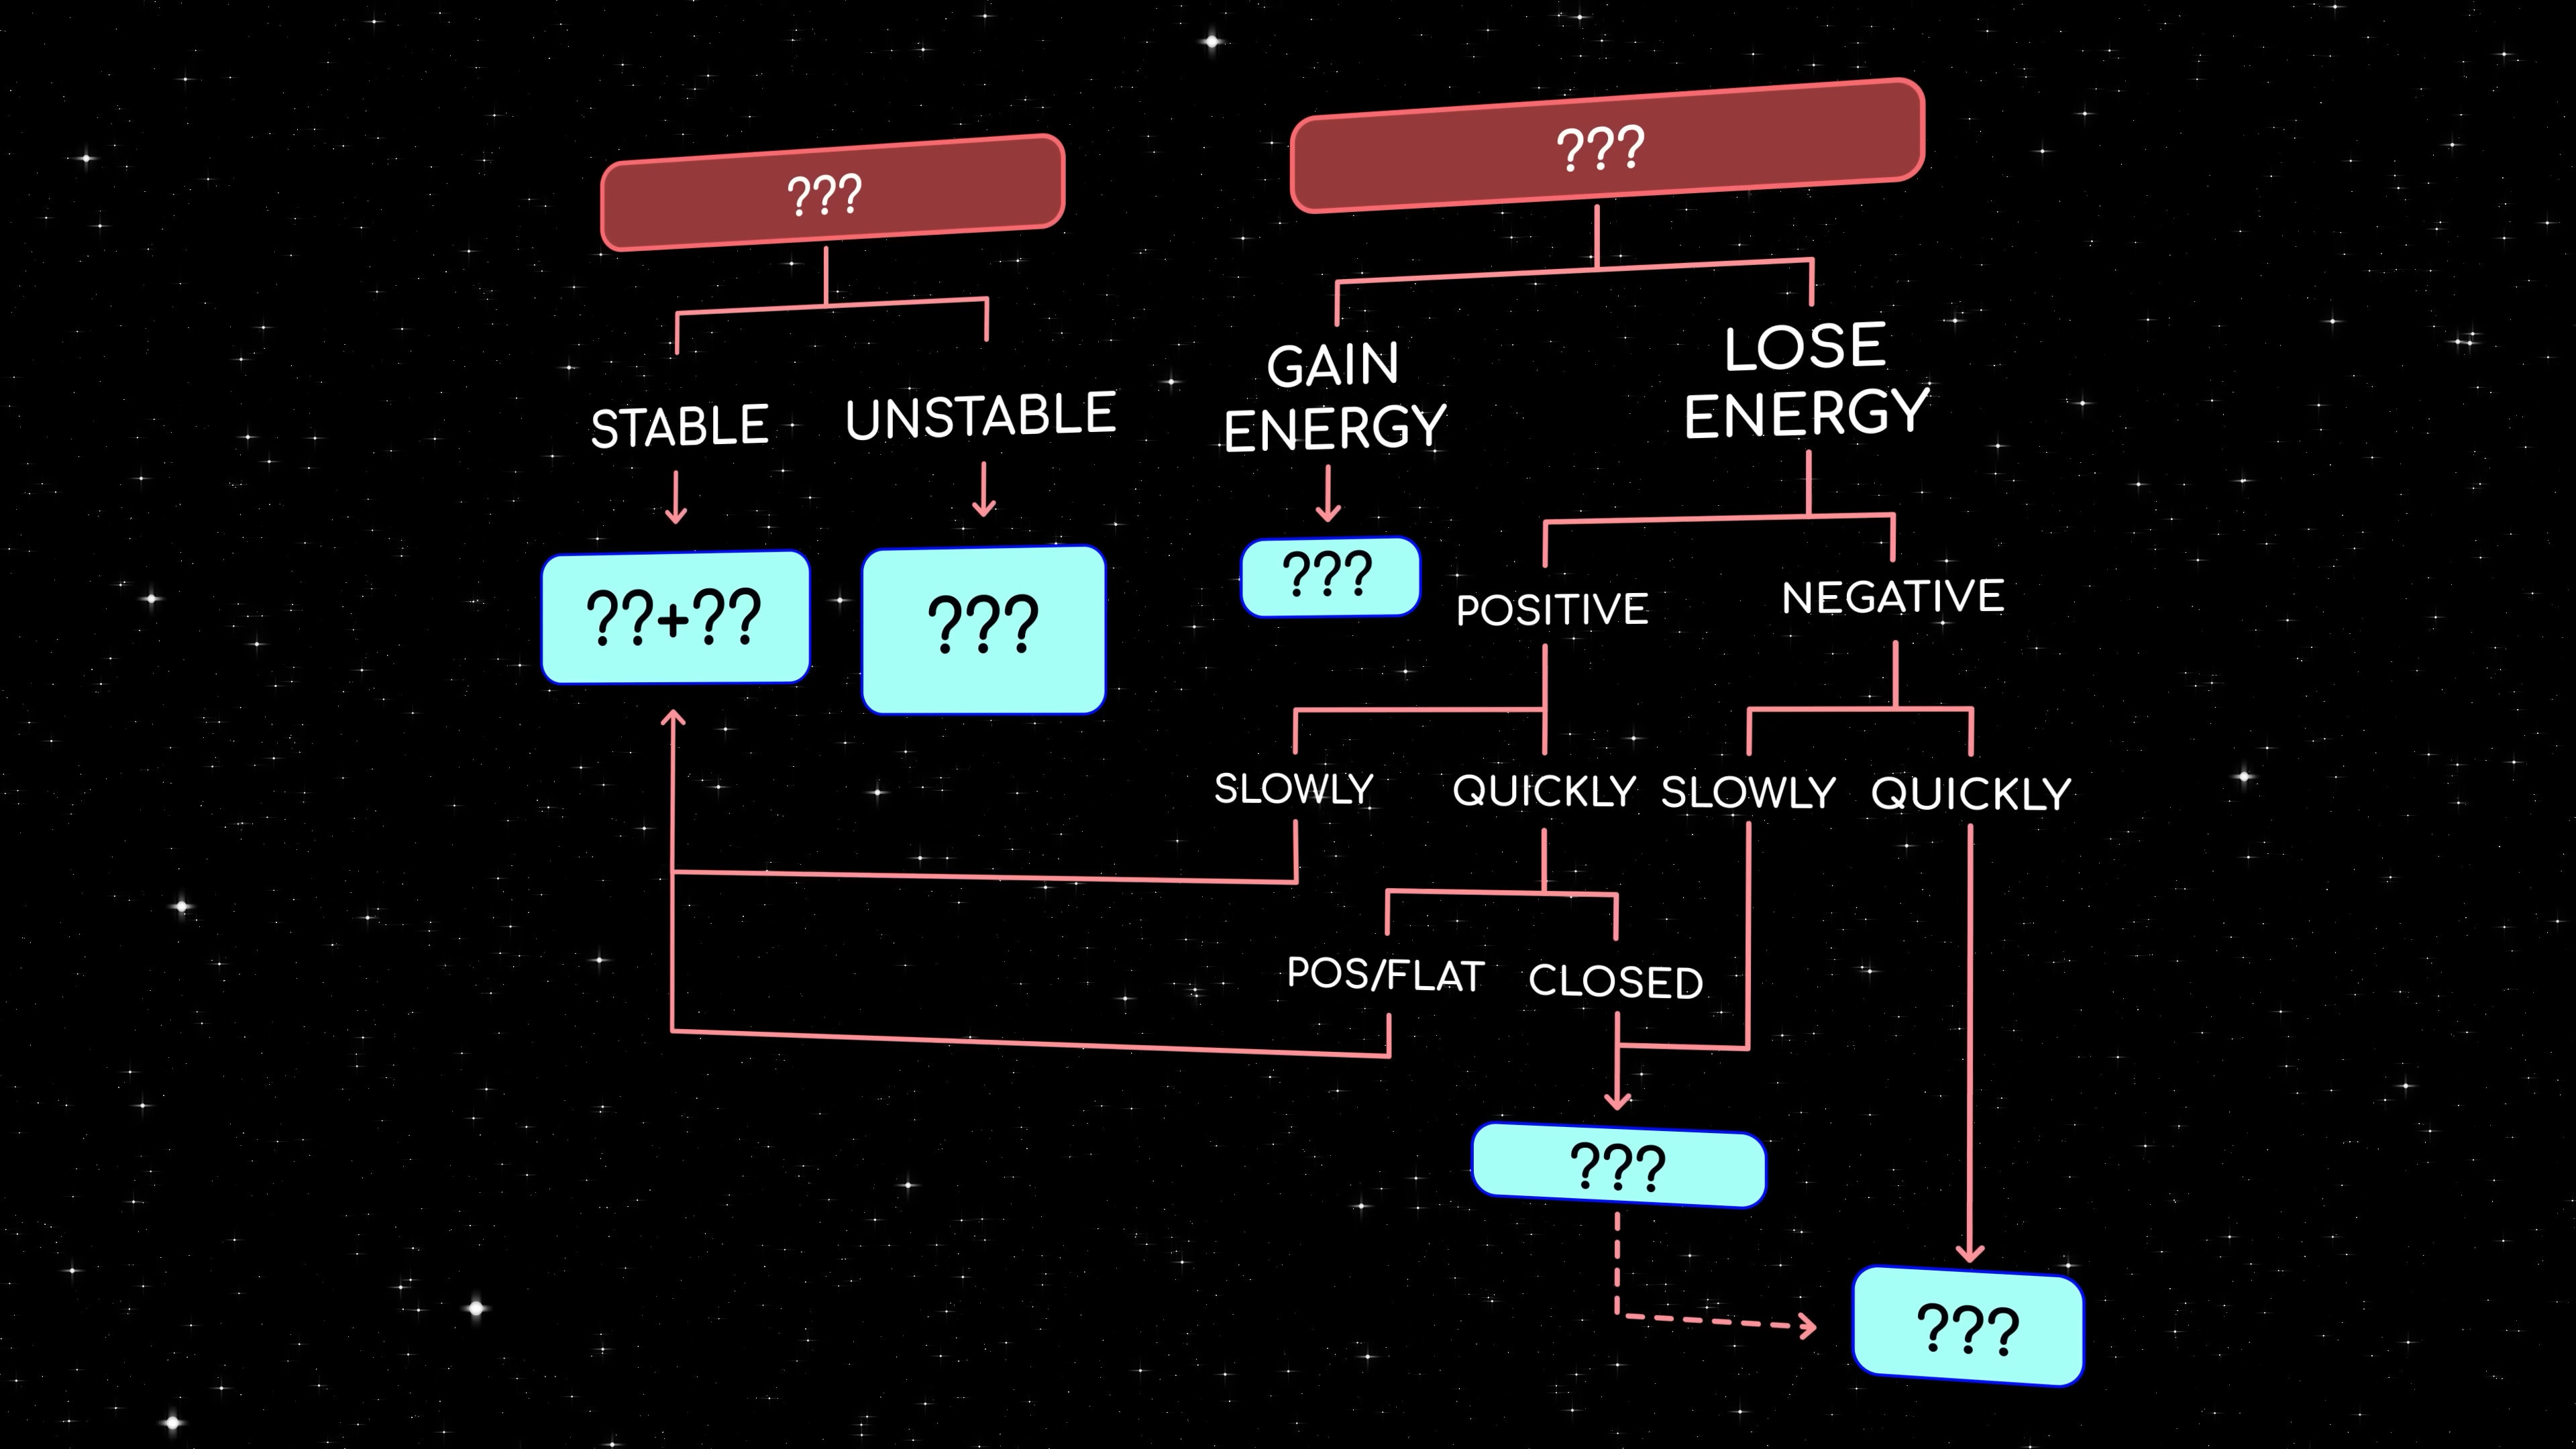 ???
???
STABLE
UNSTABLE
GAIN
ENERGY
LOSE
ENERGY
??+??
???
???
POSITIVE
NEGATIVE
SLOWLY
QUICKLY
SLOWLY
QUICKLY
POS/FLAT
CLOSED
???
???